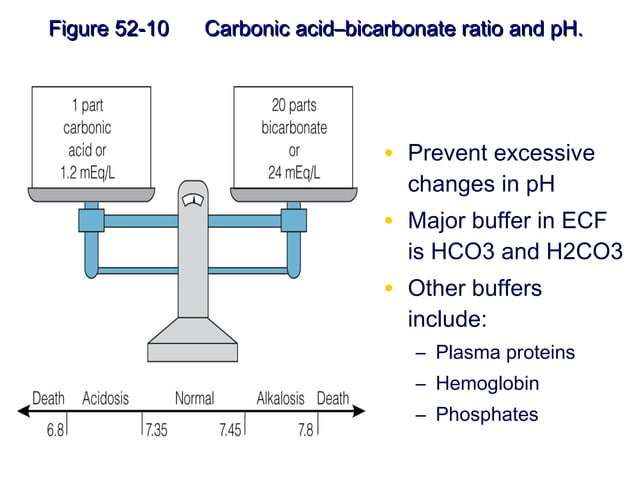 Figure 52-10 Carbonic acid–bicarbonate ratio and pH.
1 part
carbonic
acid or
1.2 mEq/L
20 parts
bicarbonate
or
24 mEq/L
• Prevent excessive
changes in pH
• Major buffer in ECF
is HCO3 and H2CO3
• Other buffers
include:
– Plasma proteins
– Hemoglobin
– Phosphates
Death Acidosis Normal Alkalosis Death
6.8 7.35 7.45 7.8